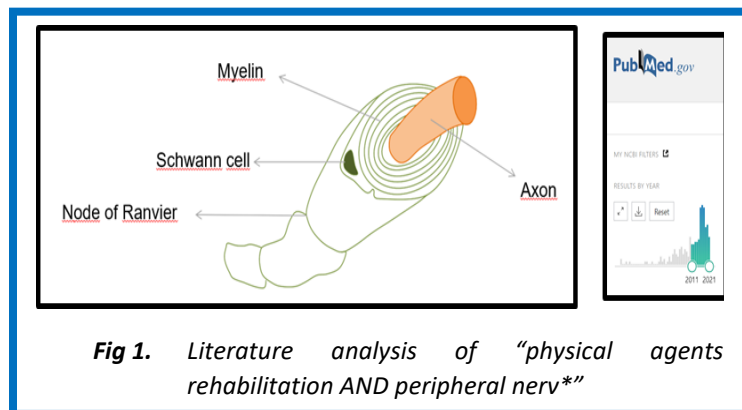 Myelin
Schwann cell
Node of Ranvier
Axon
PubMed.gov
MY NCBI FILTERS
RESULTS BY YEAR
Reset
2011 2021
Fig 1. Literature analysis of “physical agents
rehabilitation AND peripheral nerv*”